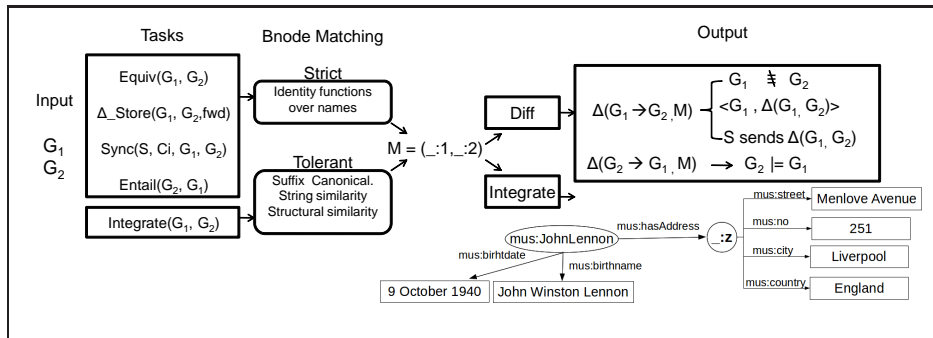 Tasks
Bnode Matching
Output
Input
G1
G2
Equiv(G1, G2)
Δ_Store(G1, G2,fwd)
Sync(S, Ci, G1, G2)
Entail(G2, G1)
Integrate(G1, G2)
Strict
Identity functions
over names
Tolerant
Suffix Canonical.
String similarity
Structural similarity
M = (_:1,_:2)
Diff
Integrate
Δ(G1 →G2,M)
G1 ≢ G2
<G1 , Δ(G1, G2)>
S sends Δ(G1, G2)
Δ(G2 → G1, M) → G2 |= G1
mus:JohnLennon
mus:hasAddress
_:z
mus:birhtdate
mus:birthname
9 October 1940
John Winston Lennon
mus:street
Menlove Avenue
mus:no
251
mus:city
Liverpool
mus:country
England